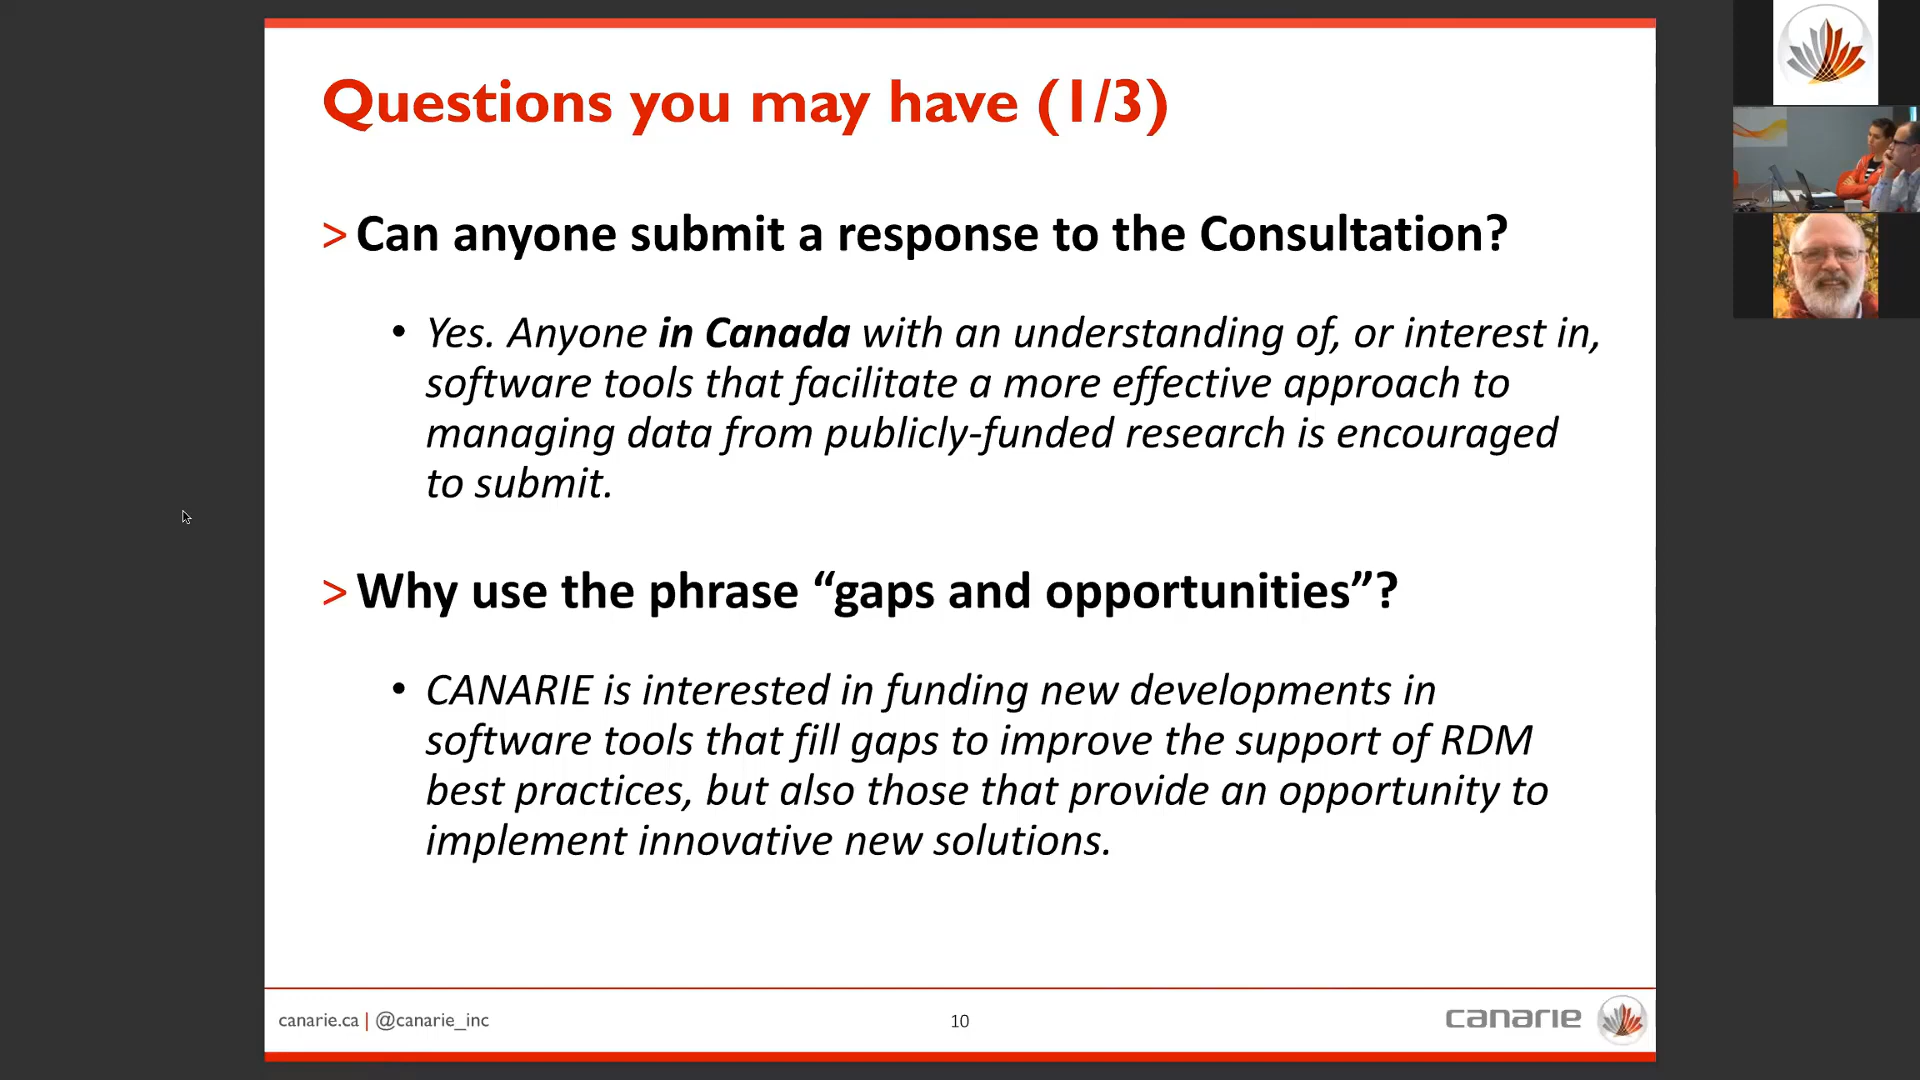 Questions you may have (1/3)
> Can anyone submit a response to the Consultation?
• Yes. Anyone in Canada with an understanding of, or interest in,
software tools that facilitate a more effective approach to
managing data from publicly-funded research is encouraged
to submit.
> Why use the phrase “gaps and opportunities”?
• CANARIE is interested in funding new developments in
software tools that fill gaps to improve the support of RDM
best practices, but also those that provide an opportunity to
implement innovative new solutions.
canarie.ca | @canarie_inc
10
canarie